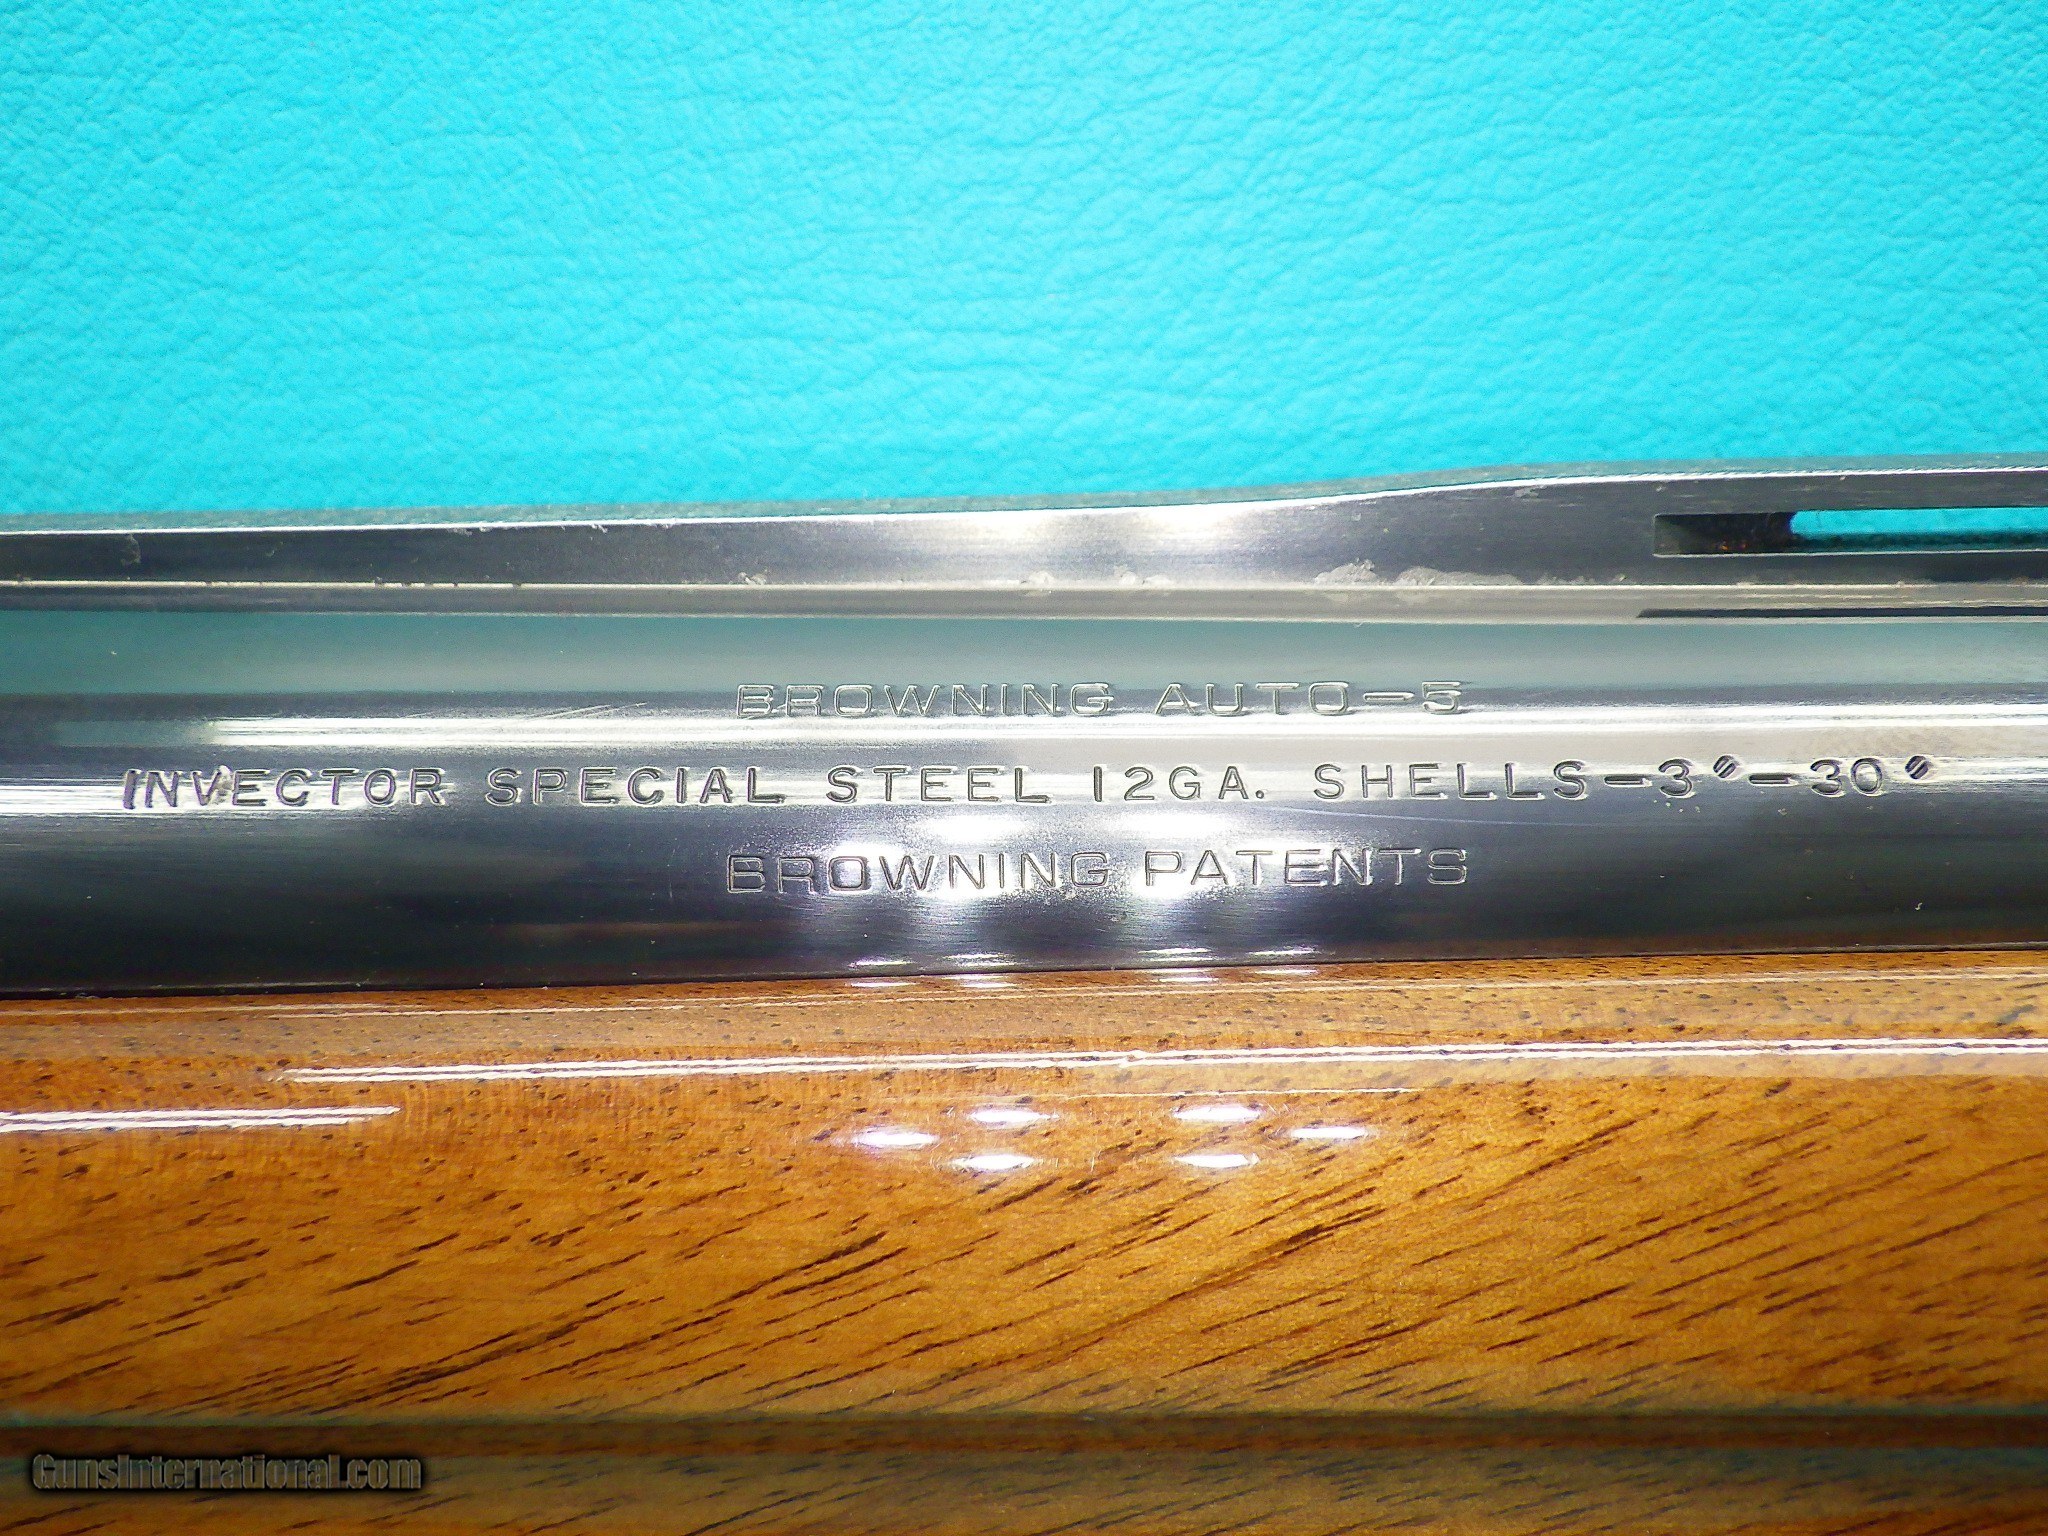 BROWNING AUTO-5
INVECTOR SPECIAL STEEL 12GA. SHELLS-3"-30"
BROWNING PATENTS
GunsInternational.com